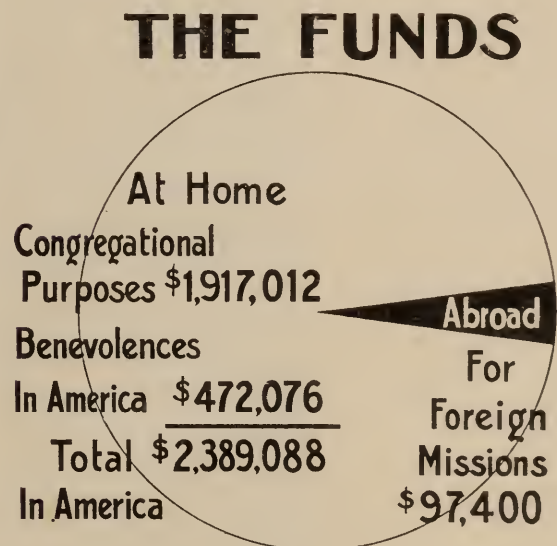 THE FUNDS
At Home
Congregational
Purposes $1,917,012
Benevolences
In America $472,076
Total $2,389,088
In America
Abroad
For
Foreign
Missions
$97,400